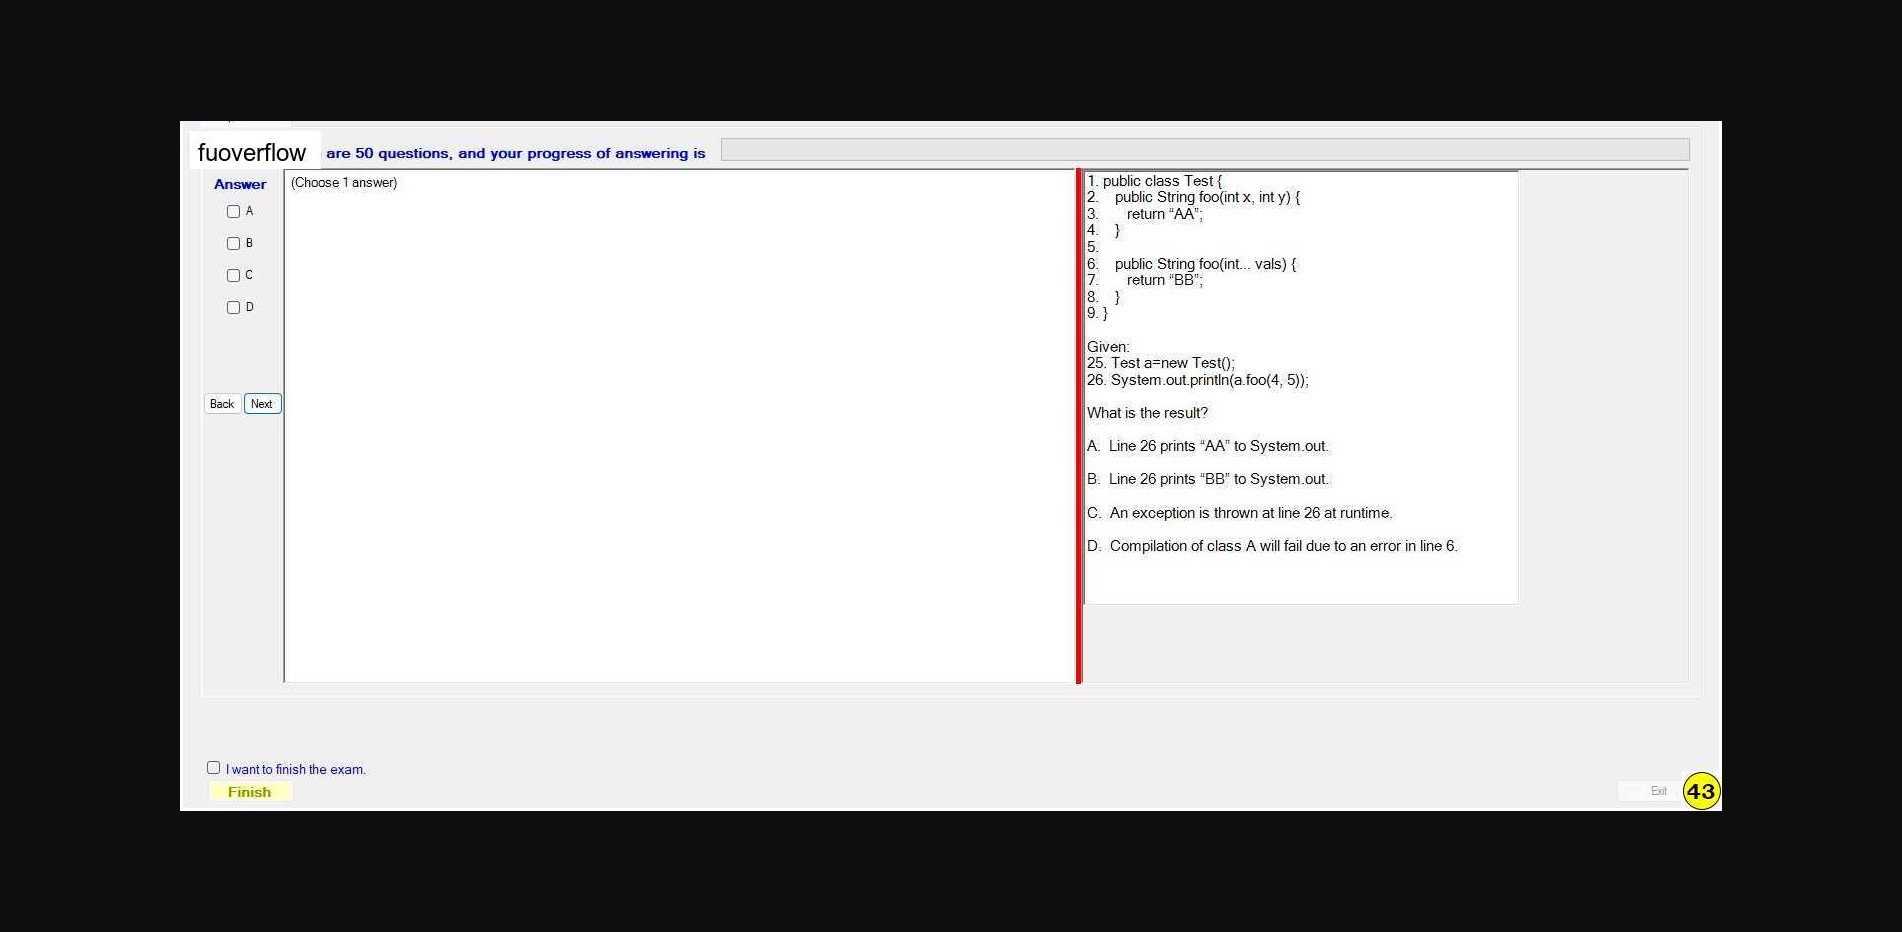 fuoverflow are 50 questions, and your progress of answering is
Answer
A
B
C
D
Back Next
(Choose 1 answer)
1. public class Test {
2. public String foo(int x, int y) {
3. return “AA”;
4. }
5.
6. public String foo(int... vals) {
7. return “BB”;
8. }
9. }
Given:
25. Test a=new Test();
26. System.out.println(a.foo(4, 5));
What is the result?
A. Line 26 prints “AA” to System.out.
B. Line 26 prints “BB” to System.out.
C. An exception is thrown at line 26 at runtime.
D. Compilation of class A will fail due to an error in line 6.
I want to finish the exam.
Finish
Exit
43